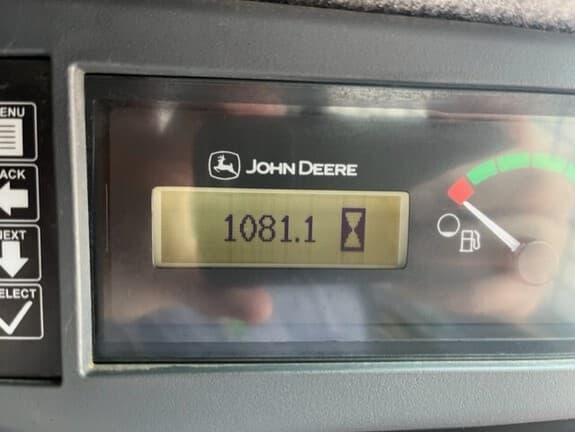 ENU
ACK
NEXT
ELECT
JOHN DEERE
1081.1